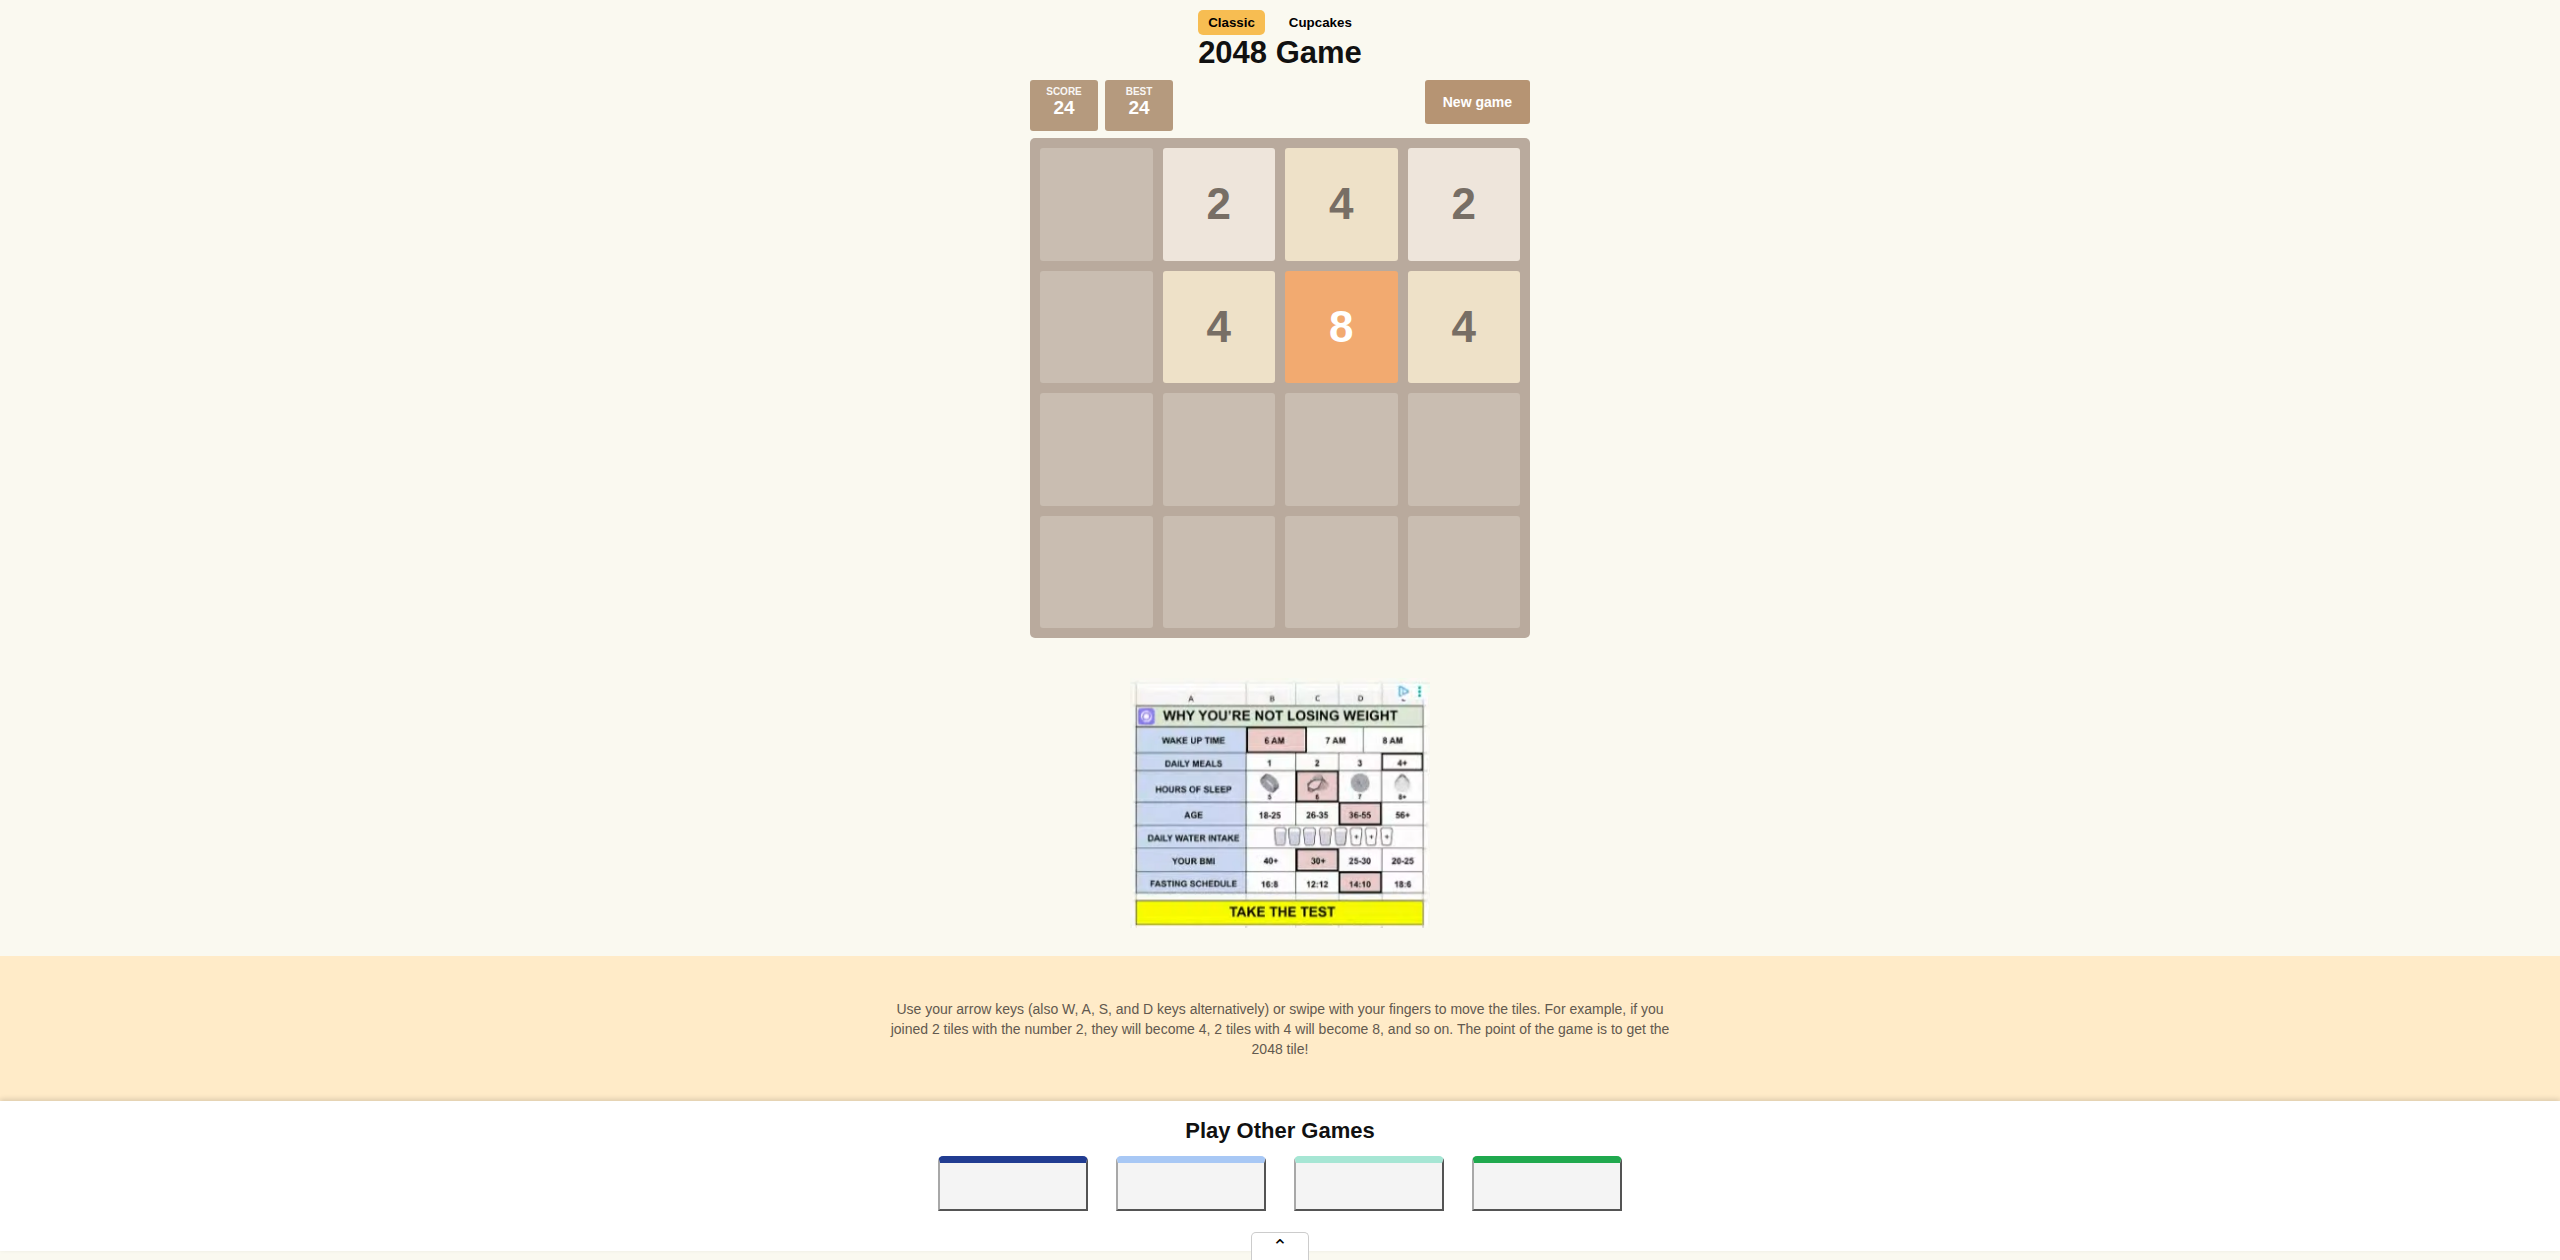 Classic Cupcakes
2048 Game
SCORE BEST
24 24
New game
2 4 2
4 8 4
A B C D
WHY YOU'RE NOT LOSING WEIGHT
WAKE UP TIME 6 AM 7 AM 8 AM
DAILY MEALS 1 2 3 4+
HOURS OF SLEEP 5 6 7 8+
AGE 18-25 26-35 36-55 56+
DAILY WATER INTAKE + + +
YOUR BMI 40+ 30+ 25-30 20-25
FASTING SCHEDULE 16:8 12:12 14:10 18:6
TAKE THE TEST
Use your arrow keys (also W, A, S, and D keys alternatively) or swipe with your fingers to move the tiles. For example, if you
joined 2 tiles with the number 2, they will become 4, 2 tiles with 4 will become 8, and so on. The point of the game is to get the
2048 tile!
Play Other Games